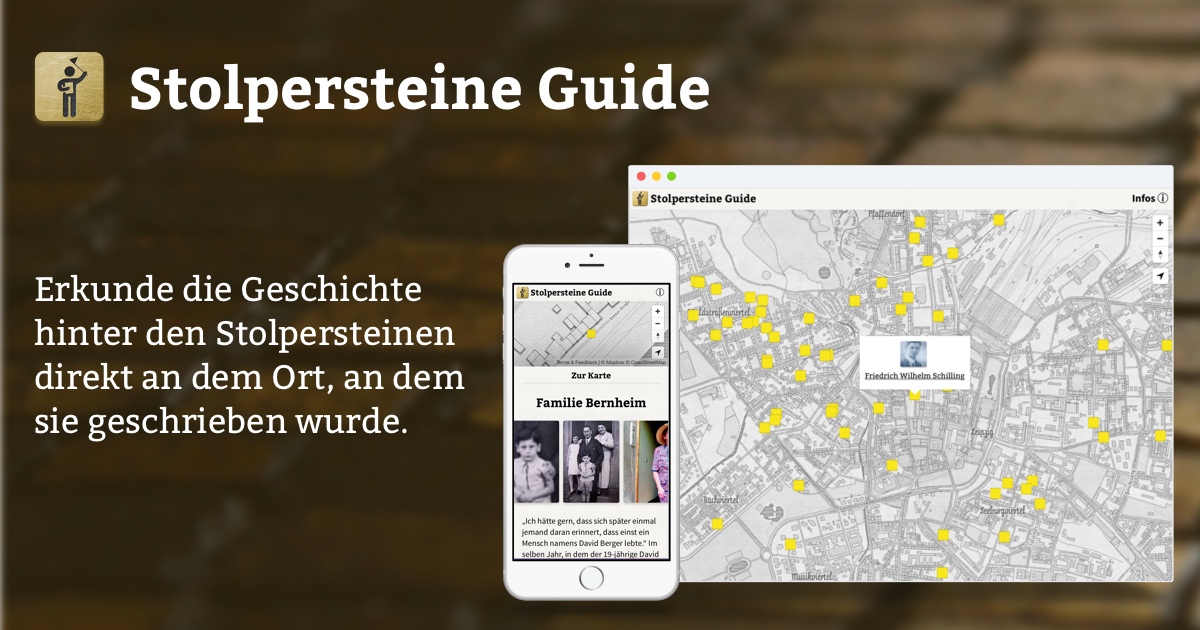 Stolpersteine Guide
Erkunde die Geschichte
hinter den Stolpersteinen
direkt an dem Ort, an dem
sie geschrieben wurde.
Stolpersteine Guide
Zur Karte
Familie Bernheim
„Ich hätte gern, dass sich später einmal
jemand daran erinnert, dass einst ein
Mensch namens David Berger lebte.“ Im
selben Jahr, in dem der 19-jährige David
Terms & Feedback | © Mapbox © OpenStreetMap
Stolpersteine Guide
Infos
Pfaffendorf
Friedrich Wilhelm Schilling
Leipzig
Bachviertel
Seeburgviertel
Musikviertel